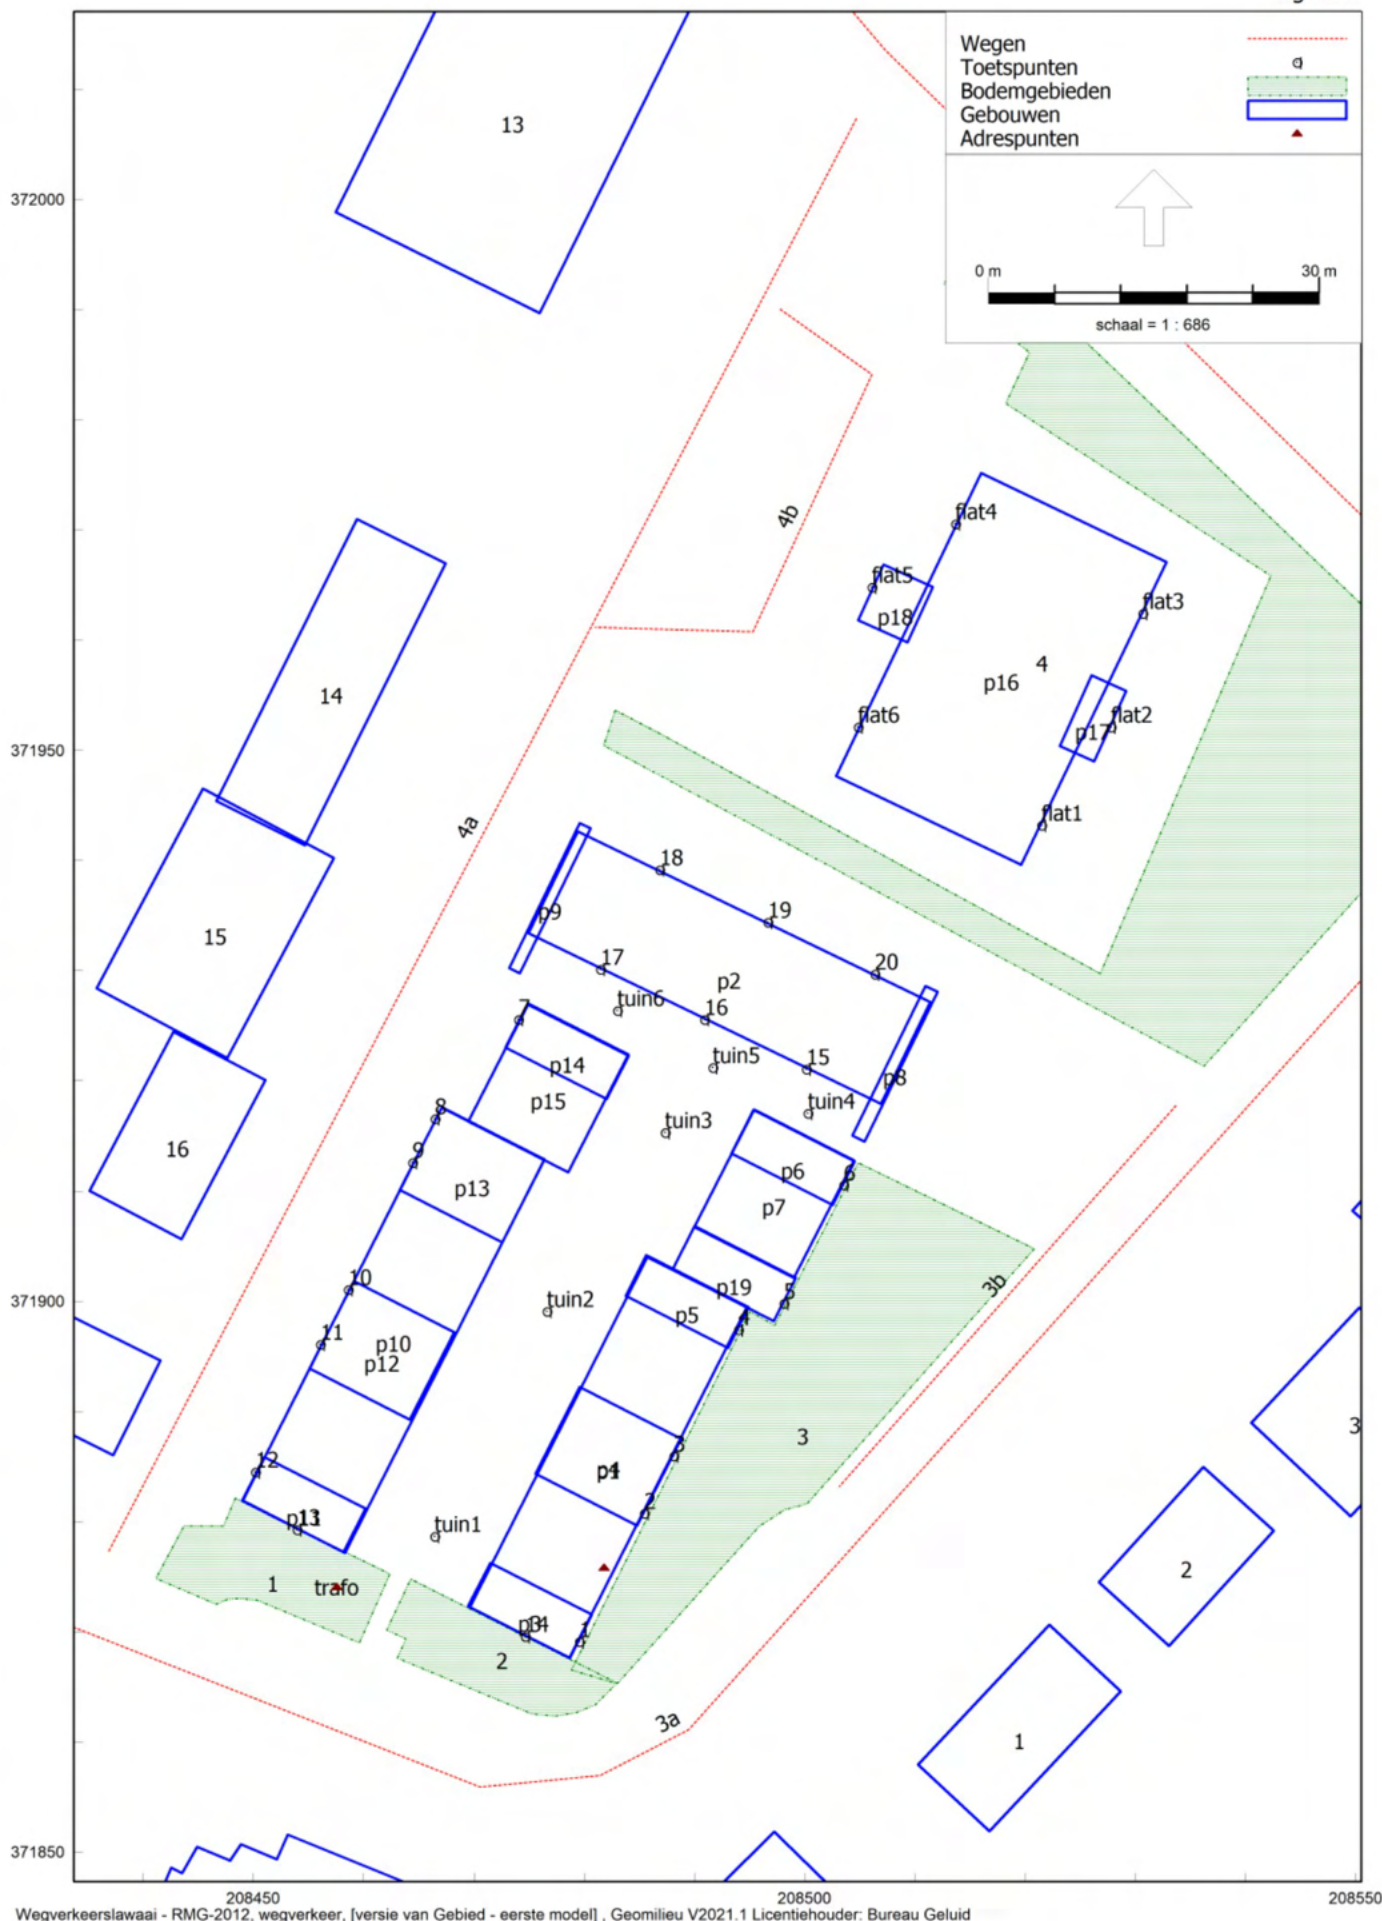 Wegen
Toetspunten
Bodemgebieden
Gebouwen
Adrespunten
0 m 30 m
schaal = 1 : 686
13
372000
4b
flat4
flat5
flat3
p18
4
p16
14
flat6
flat2
p17
371950
4a
flat1
18
p9
19
15
17
20
p2
tuin6
7
16
tuin5
15
p14
p8
p15
8
tuin4
tuin3
16
9
p6
6
p13
p7
10
3b
p19
5
tuin2
371900
p5
4
11
p10
p12
3
3
3
p4
12
2
p11
tuin1
2
1
trafo
1
2
3a
1
371850
208450 208500 208550
Wegverkeerslawaai - RMG-2012, wegverkeer, [versie van Gebied - eerste model] , Geomilieu V2021.1 Licentiehouder: Bureau Geluid